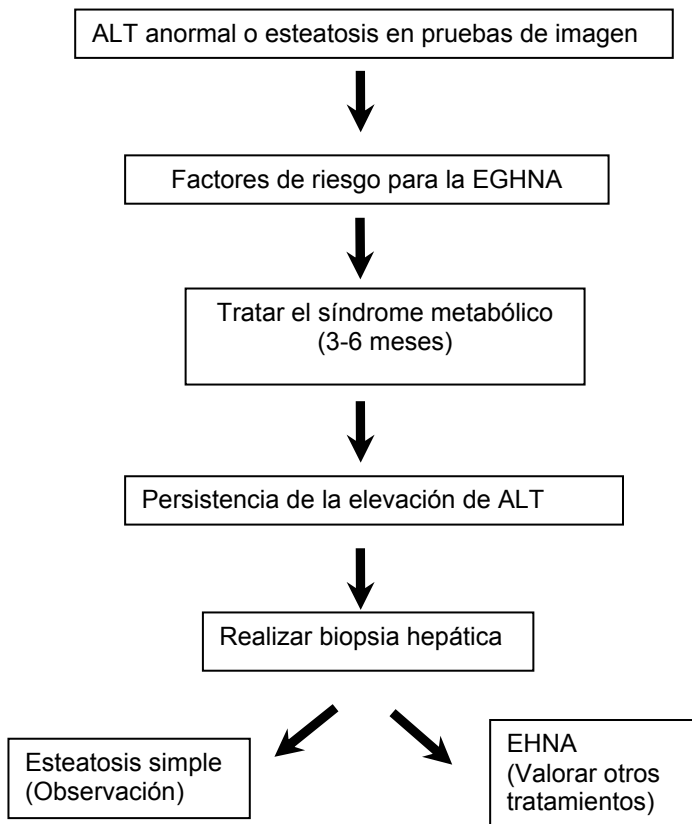 ALT anormal o esteatosis en pruebas de imagen
Factores de riesgo para la EGHNA
Tratar el síndrome metabólico
(3-6 meses)
Persistencia de la elevación de ALT
Realizar biopsia hepática
Esteatosis simple
(Observación)
EHNA
(Valorar otros
tratamientos)